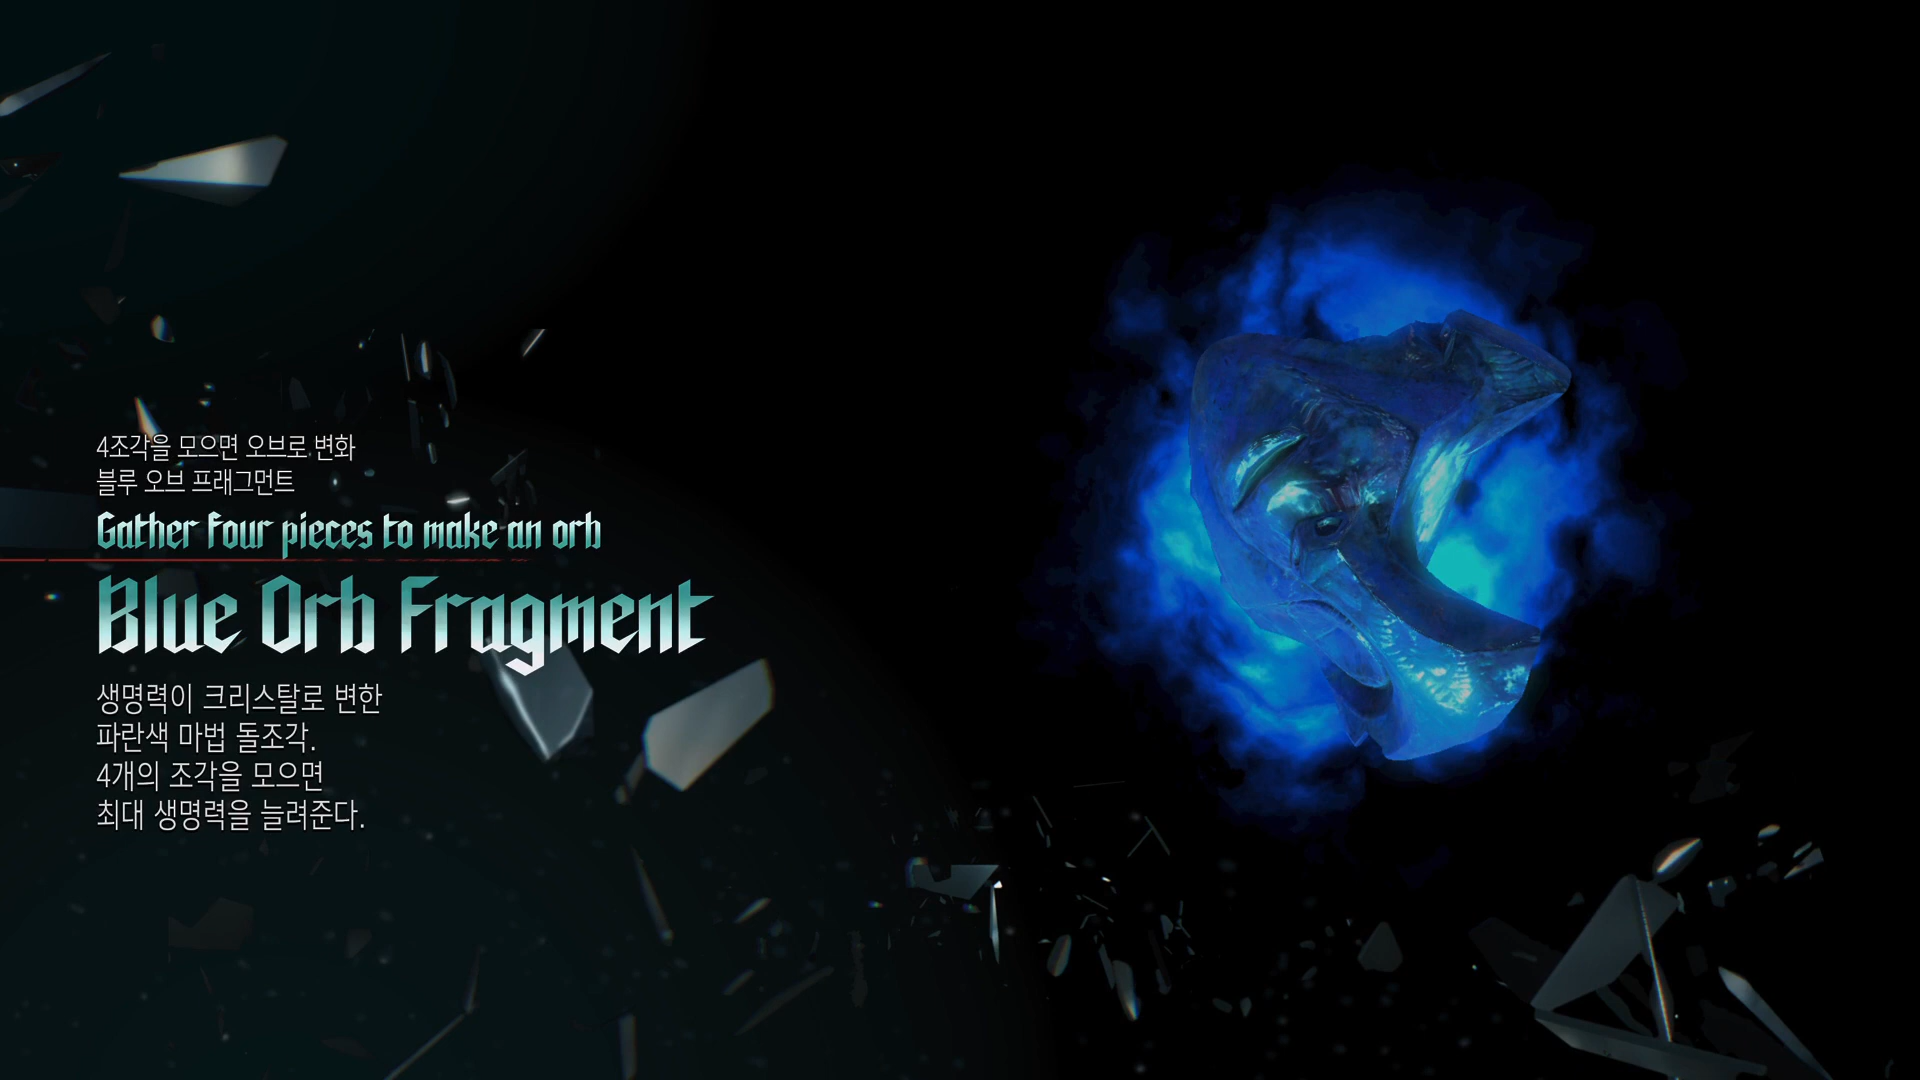 4조각을 모으면 오브로 변화
블루 오브 프래그먼트
Gather four pieces to make an orb
Blue Orb Fragment
생명력이 크리스탈로 변한
파란색 마법 돌조각.
4개의 조각을 모으면
최대 생명력을 늘려준다.